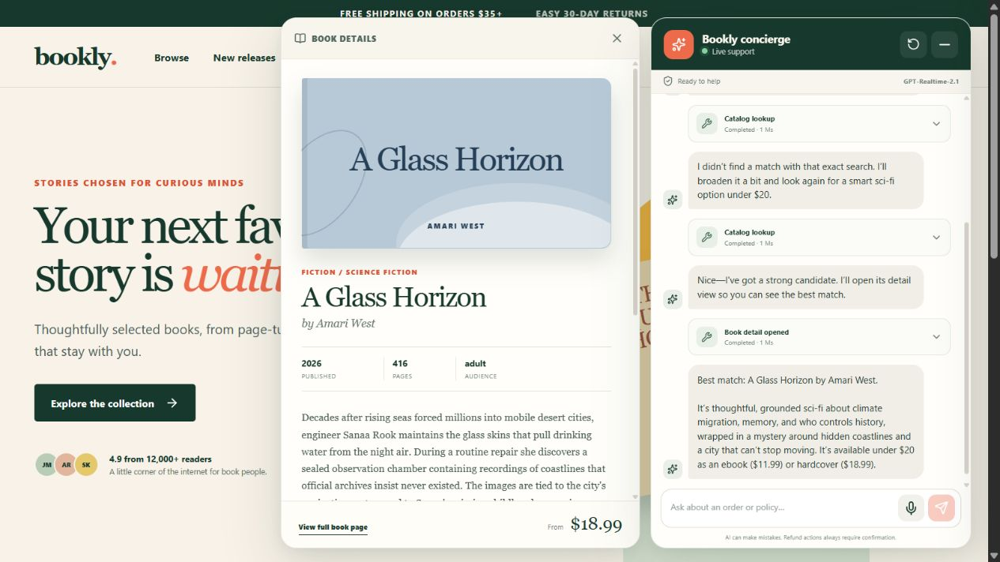 FREE SHIPPING ON ORDERS $35+
EASY 30-DAY RETURNS
bookly.
Browse
New releases
STORIES CHOSEN FOR CURIOUS MINDS
Your next fav
story is wait
Thoughtfully selected books, from page-tu
that stay with you.
Explore the collection
JM
AR
SK
4.9 from 12,000+ readers
A little corner of the internet for book people.
BOOK DETAILS
A Glass Horizon
AMARI WEST
FICTION / SCIENCE FICTION
A Glass Horizon
by Amari West
2026
PUBLISHED
416
PAGES
adult
AUDIENCE
Decades after rising seas forced millions into mobile desert cities,
engineer Sanaa Rook maintains the glass skins that pull drinking
water from the night air. During a routine repair she discovers a
sealed observation chamber containing recordings of coastlines that
official archives insist never existed. The images are tied to the city's
View full book page
From
$18.99
Bookly concierge
Live support
Ready to help
GPT-Realtime-2.1
Catalog lookup
Completed · 1 Ms
I didn't find a match with that exact search. I'll
broaden it a bit and look again for a smart sci-fi
option under $20.
Catalog lookup
Completed · 1 Ms
Nice—I've got a strong candidate. I'll open its detail
view so you can see the best match.
Book detail opened
Completed · 1 Ms
Best match: A Glass Horizon by Amari West.
It's thoughtful, grounded sci-fi about climate
migration, memory, and who controls history,
wrapped in a mystery around hidden coastlines and
a city that can't stop moving. It's available under $20
as an ebook ($11.99) or hardcover ($18.99).
Ask about an order or policy...
AI can make mistakes. Refund actions always require confirmation.